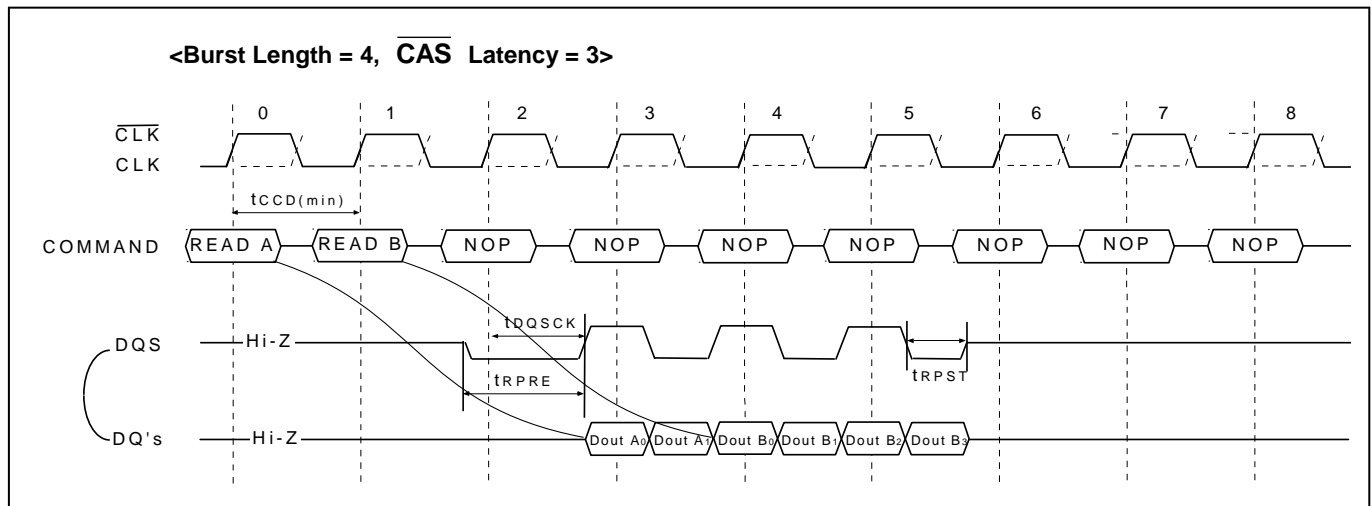 <Burst Length = 4, CAS Latency = 3>
0 1 2 3 4 5 6 7 8
CLK
CLK
tCCD(min)
COMMAND READ A READ B NOP NOP NOP NOP NOP NOP NOP
tDQSCK
DQS Hi-Z
tRPRE
tRPST
DQ's Hi-Z Dout A0 Dout A1 Dout B0 Dout B1 Dout B2 Dout B3